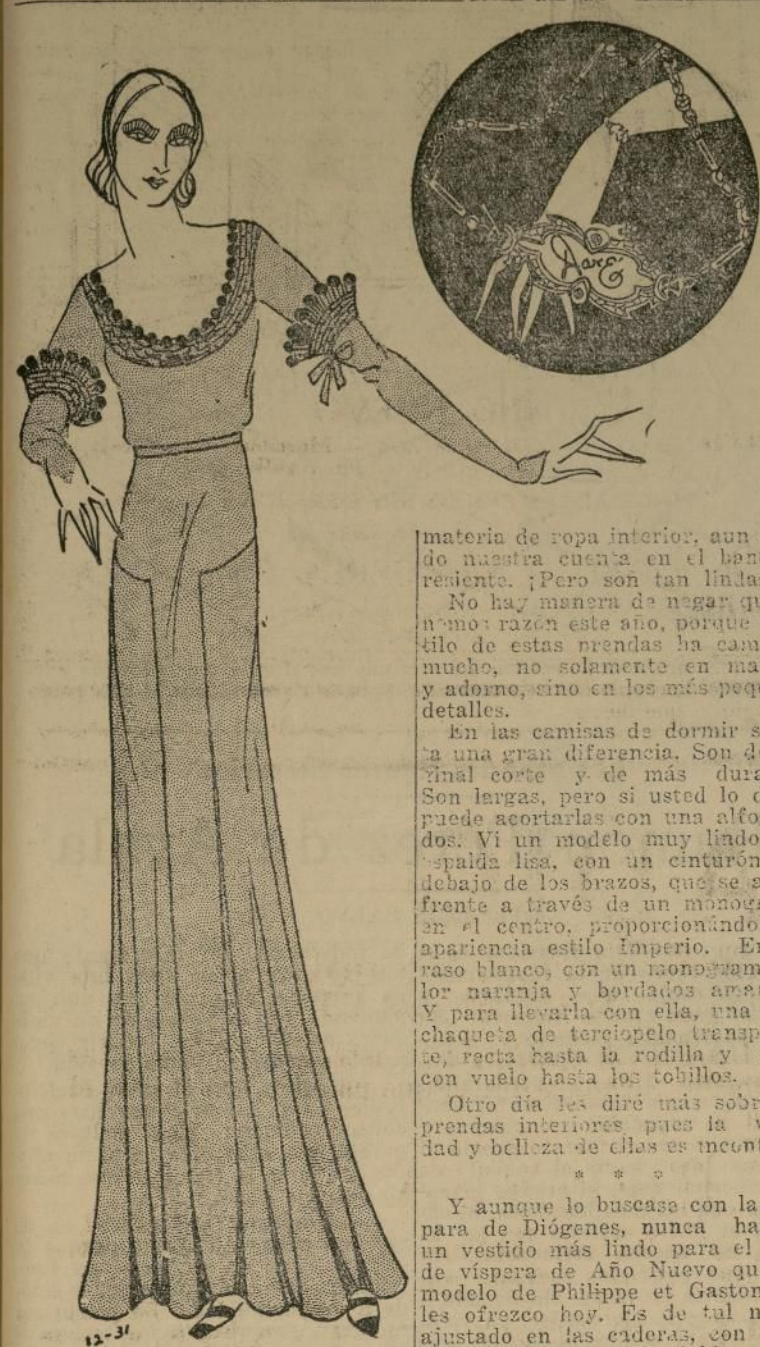 materia de ropa interior, aun
do nuestra cuenta en el ban
resiente. ¡Pero son tan linda
No hay manera de negar qu
nemos razón este año, porque
tilo de estas prendas ha cam
mucho, no solamente en ma
y adorno, sino en los más pequ
detalles.
En las camisas de dormir s
ta una gran diferencia. Son d
final corte y de más dura
Son largas, pero si usted lo d
puede acortarlas con una alfo
dos. Vi un modelo muy lindo
espalda lisa, con un cinturón
debajo de los brazos, que se a
frente a través de un monog
en el centro, proporcionándo
apariencia estilo Imperio. E
raso blanco, con un monogram
lor naranja y bordados ama
Y para llevarla con ella, una
chaqueta de terciopelo transp
te, recta hasta la rodilla y
con vuelo hasta los tobillos.
Otro día les diré más sobr
prendas interiores, pues la v
dad y belleza de ellas es incont
* * *
Y aunque lo buscase con la
para de Diógenes, nunca ha
un vestido más lindo para el
de víspera de Año Nuevo qu
modelo de Philippe et Gaston
les ofrezco hoy. Es de tul n
ajustado en las caderas, con
12-31